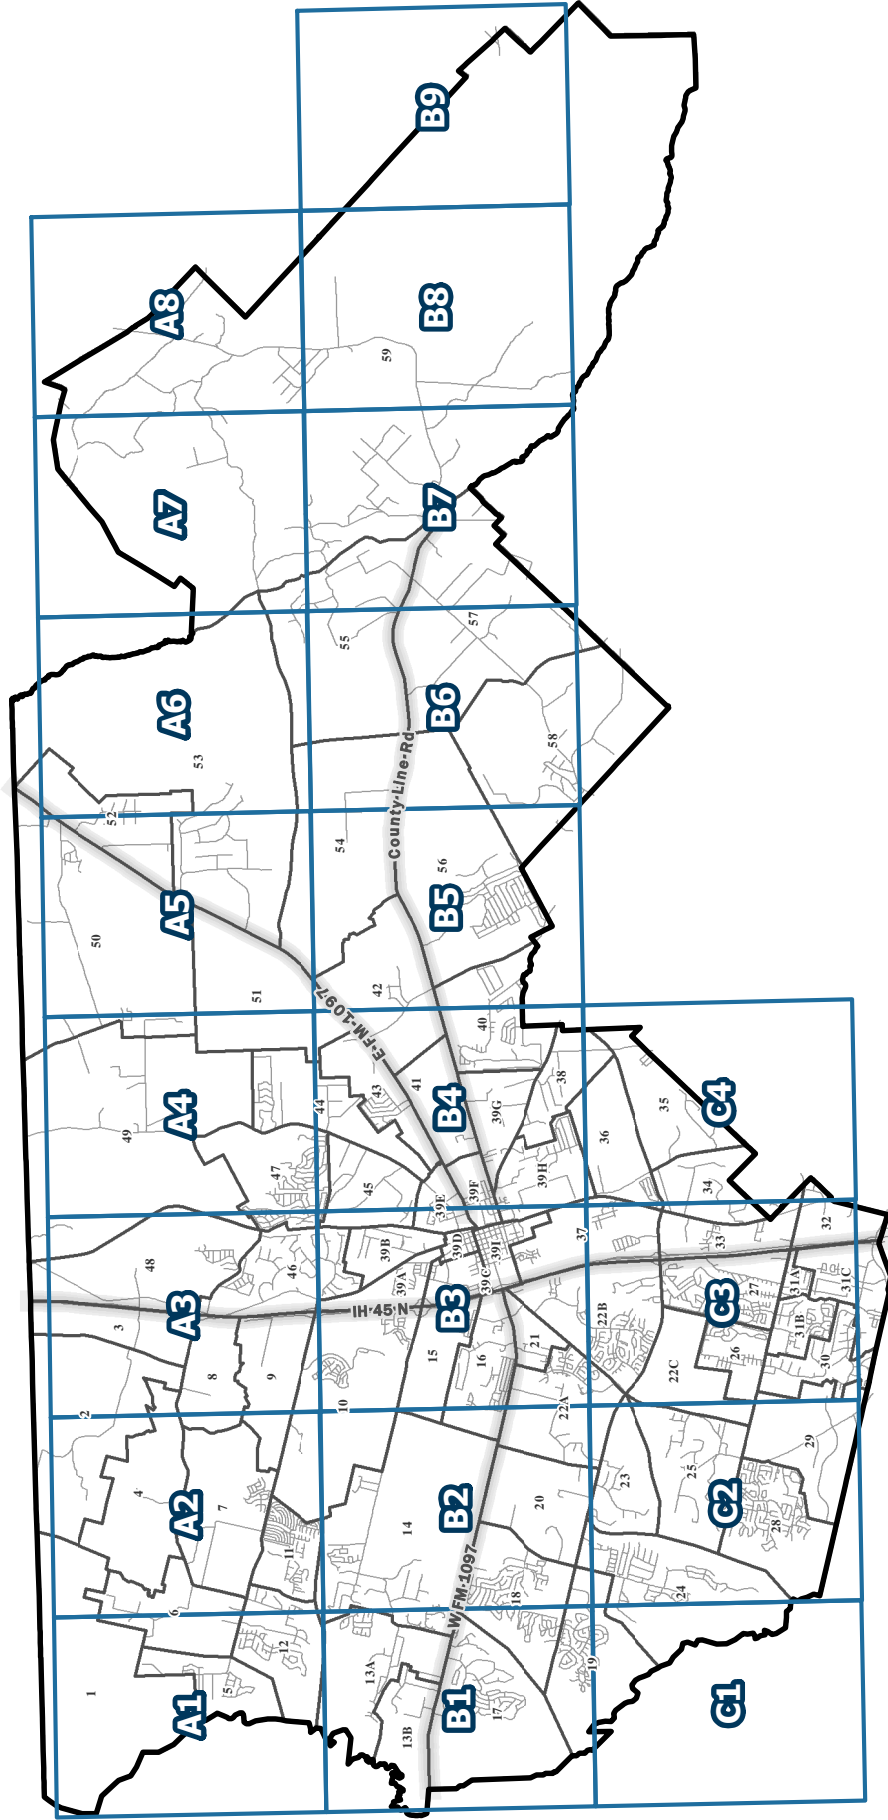 B9
A8
B8
59
A7
B7
57
55
A6
B6
53
58
County-Line-Rd
52
54
56
A5
B5
50
51
42
E-FM-1097
40
43
41
38
A4
B4
C4
44
39G
35
49
36
47
45
39H
34
39E
39F
37
33
32
48
46
39B
39D
39I
39A
39C
27
31A
31C
A3
IH-45-N
B3
C3
3
22B
31B
21
15
16
26
30
8
9
22C
10
22A
2
29
4
7
A2
B2
C2
14
20
23
25
28
11
W-FM-1097
18
24
6
12
19
13A
1
5
17
A1
B1
C1
13B